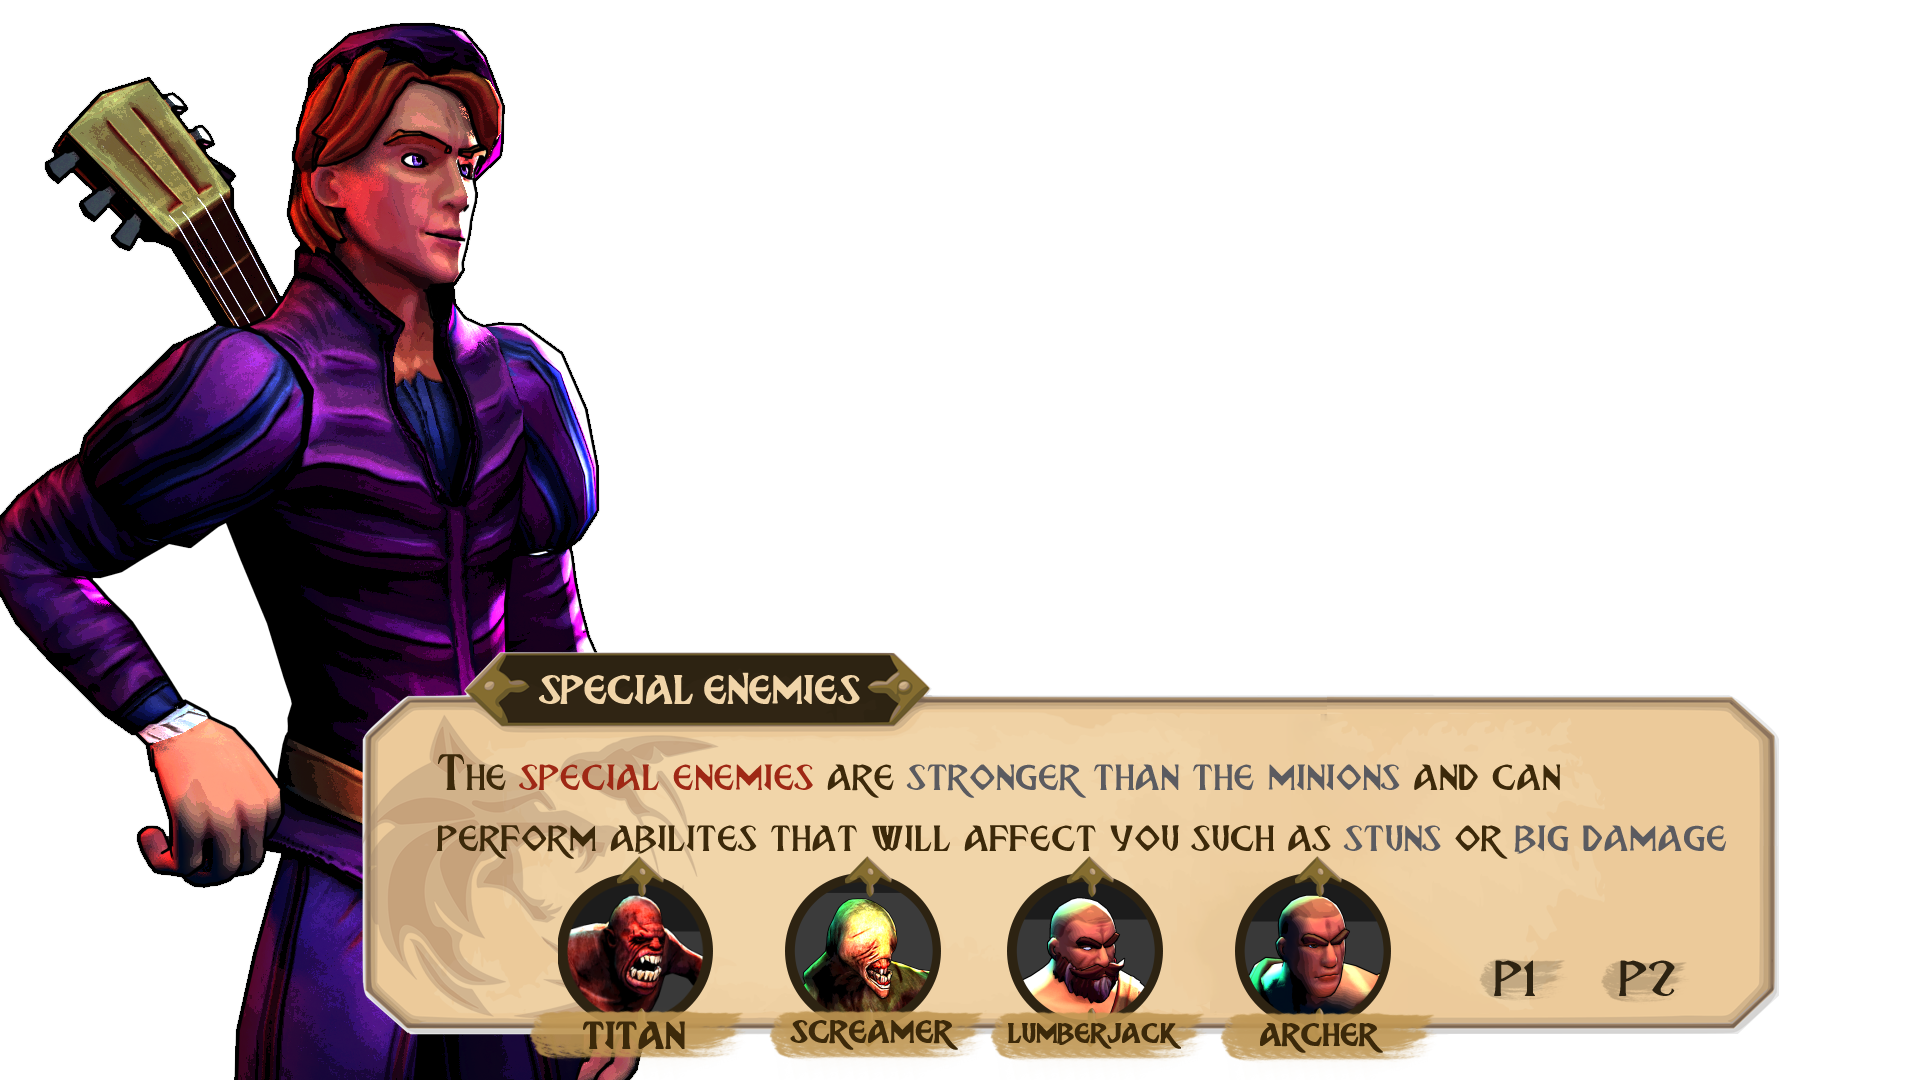 SPECIAL ENEMIES
THE SPECIAL ENEMIES ARE STRONGER THAN THE MINIONS AND CAN
PERFORM ABILITES THAT WILL AFFECT YOU SUCH AS STUNS OR BIG DAMAGE
P1 P2
TITAN SCREAMER LUMBERJACK ARCHER